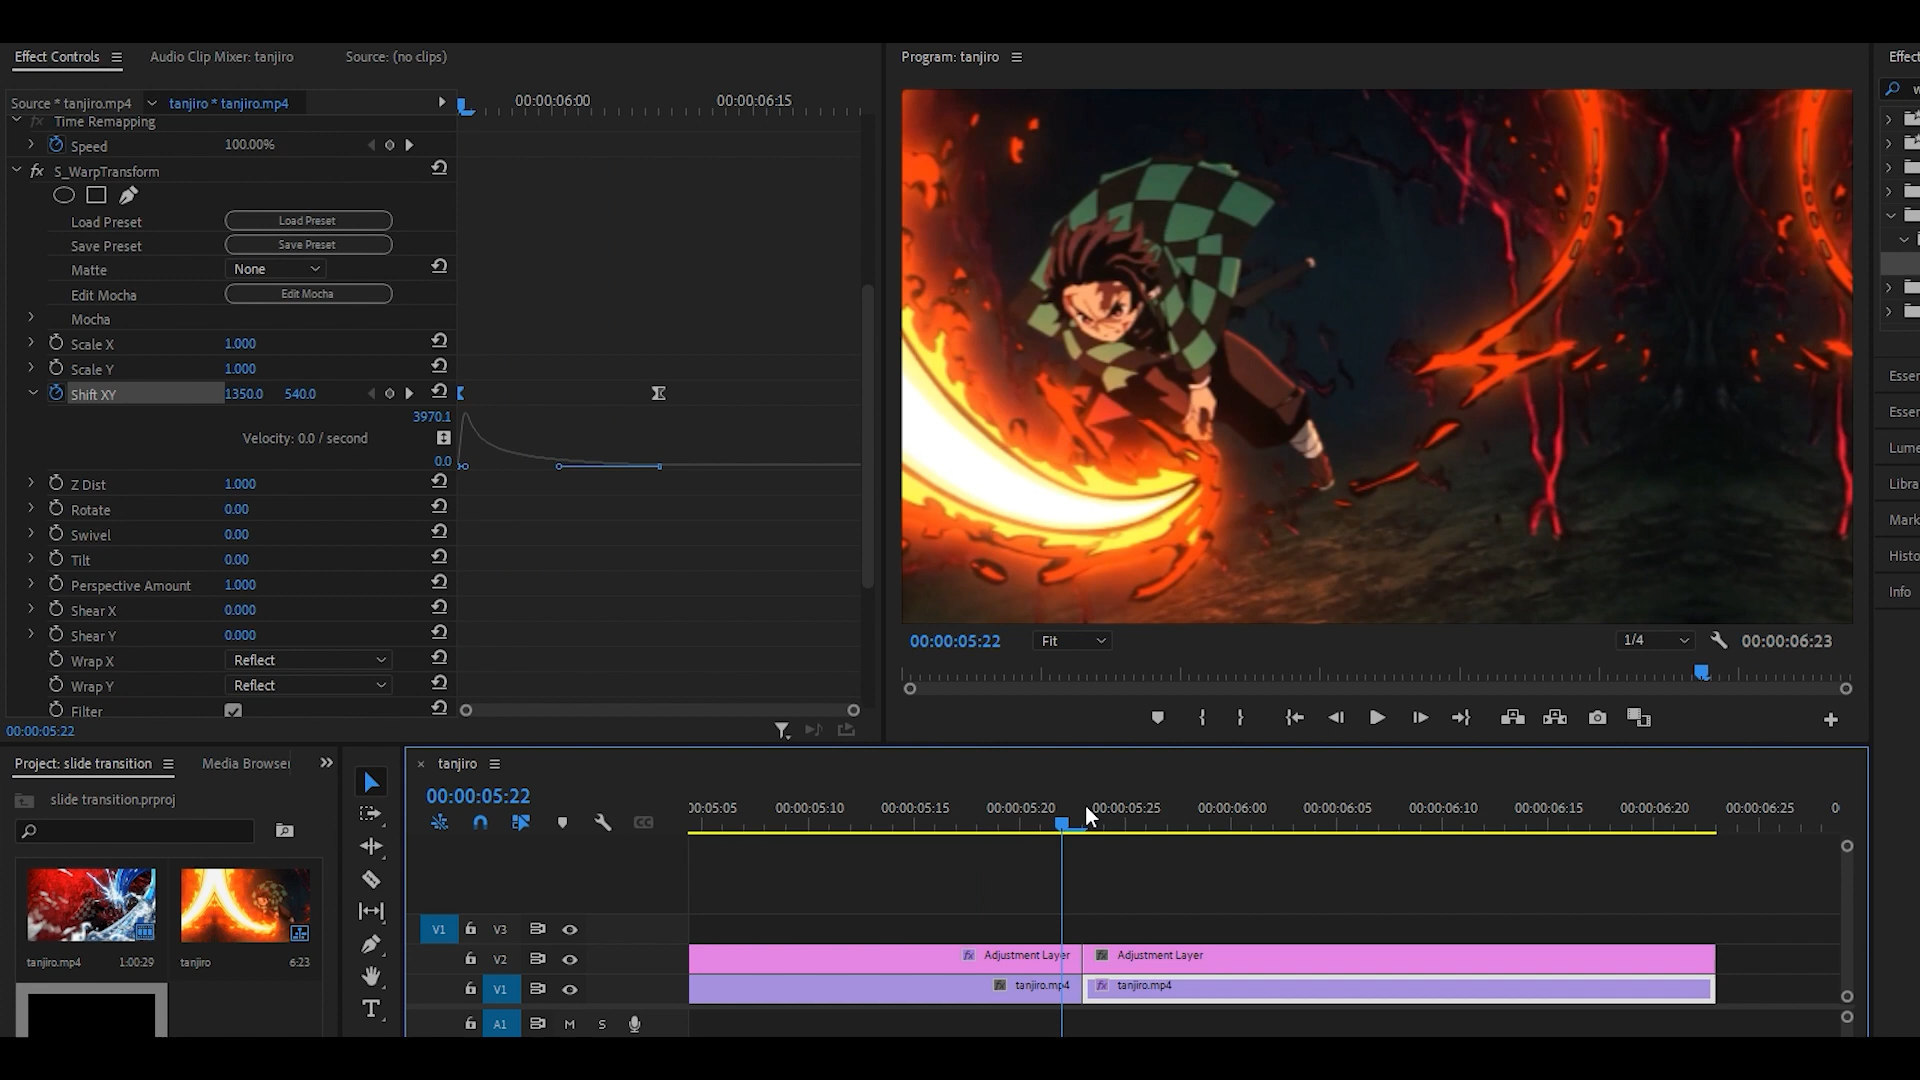 Effect Controls
Audio Clip Mixer: tanjiro
Source: (no clips)
Program: tanjiro
Effect
Source * tanjiro.mp4
tanjiro * tanjiro.mp4
00:00:06:00
00:00:06:15
Time Remapping
Speed
100.00%
fx S_WarpTransform
Load Preset
Load Preset
Save Preset
Save Preset
Matte
None
Edit Mocha
Edit Mocha
Mocha
Scale X
1.000
Scale Y
1.000
Shift XY
1350.0
540.0
3970.1
Velocity: 0.0 / second
0.0
Z Dist
1.000
Rotate
0.00
Swivel
0.00
Tilt
0.00
Perspective Amount
1.000
Shear X
0.000
Shear Y
0.000
Wrap X
Reflect
Wrap Y
Reflect
Filter
00:00:05:22
00:00:05:22
Fit
1/4
00:00:06:23
Esser
Esser
Lume
Libra
Mark
Histo
Info
Project: slide transition
Media Browser
slide transition.prproj
tanjiro.mp4
1:00:29
tanjiro
6:23
tanjiro
00:00:05:22
00:05:05
00:00:05:10
00:00:05:15
00:00:05:20
00:00:05:25
00:00:06:00
00:00:06:05
00:00:06:10
00:00:06:15
00:00:06:20
00:00:06:25
V1
V3
V2
fx Adjustment Layer
fx Adjustment Layer
V1
fx tanjiro.mp4
fx tanjiro.mp4
A1
M
S